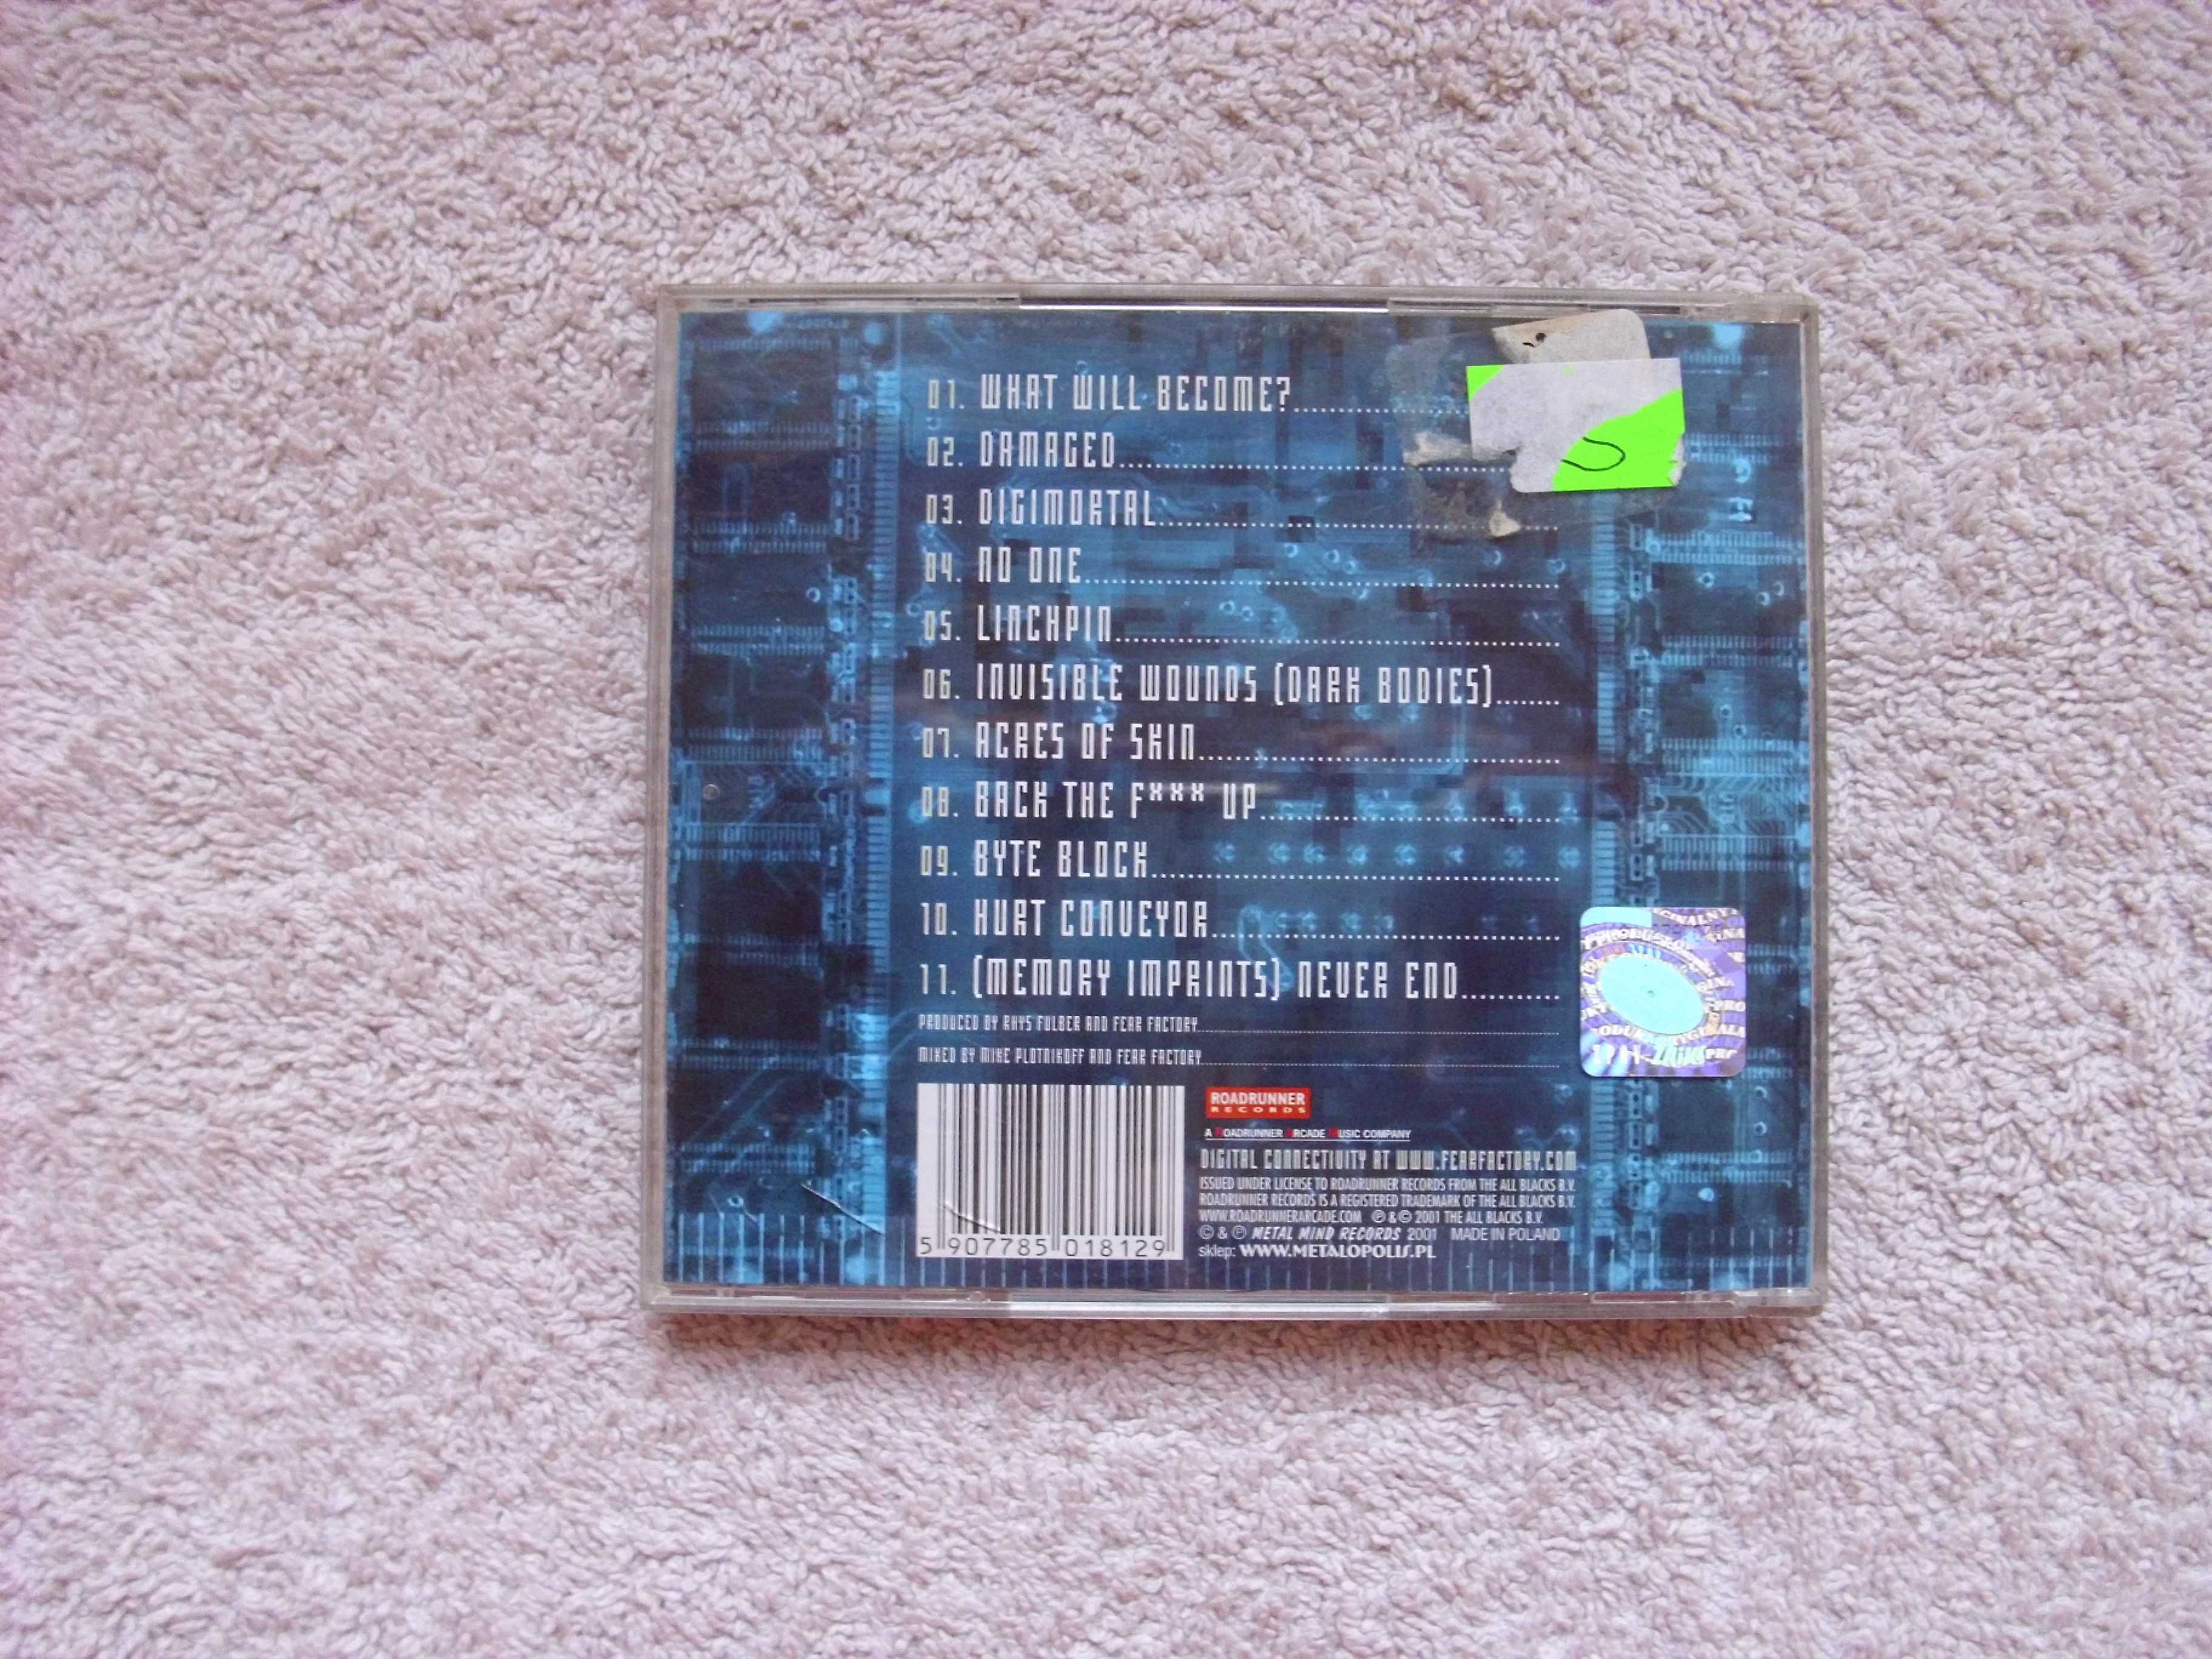 01. WHAT WILL BECOME?
02. DAMAGED
03. DIGIMORTAL
04. NO ONE
05. LINCHPIN
06. INVISIBLE WOUNDS (DARK BODIES)
07. ACRES OF SKIN
08. BACK THE F*** UP
09. BYTE BLOCK
10. HURT CONVEYOR
11. (MEMORY IMPRINTS) NEVER END
PRODUCED BY RHYS FULBER AND FEAR FACTORY
MIXED BY MIKE PLOTNIKOFF AND FEAR FACTORY
ROADRUNNER
RECORDS
A ROADRUNNER ARCADE MUSIC COMPANY
DIGITAL CONNECTIVITY AT WWW.FEARFACTORY.COM
ISSUED UNDER LICENSE TO ROADRUNNER RECORDS FROM THE ALL BLACKS B.V.
ROADRUNNER RECORDS IS A REGISTERED TRADEMARK OF THE ALL BLACKS B.V.
WWW.ROADRUNNERARCADE.COM ℗ & © 2001 THE ALL BLACKS B.V.
© & ℗ METAL MIND RECORDS 2001 MADE IN POLAND
sklep: WWW.METALOPOLIS.PL
5 907785 018129